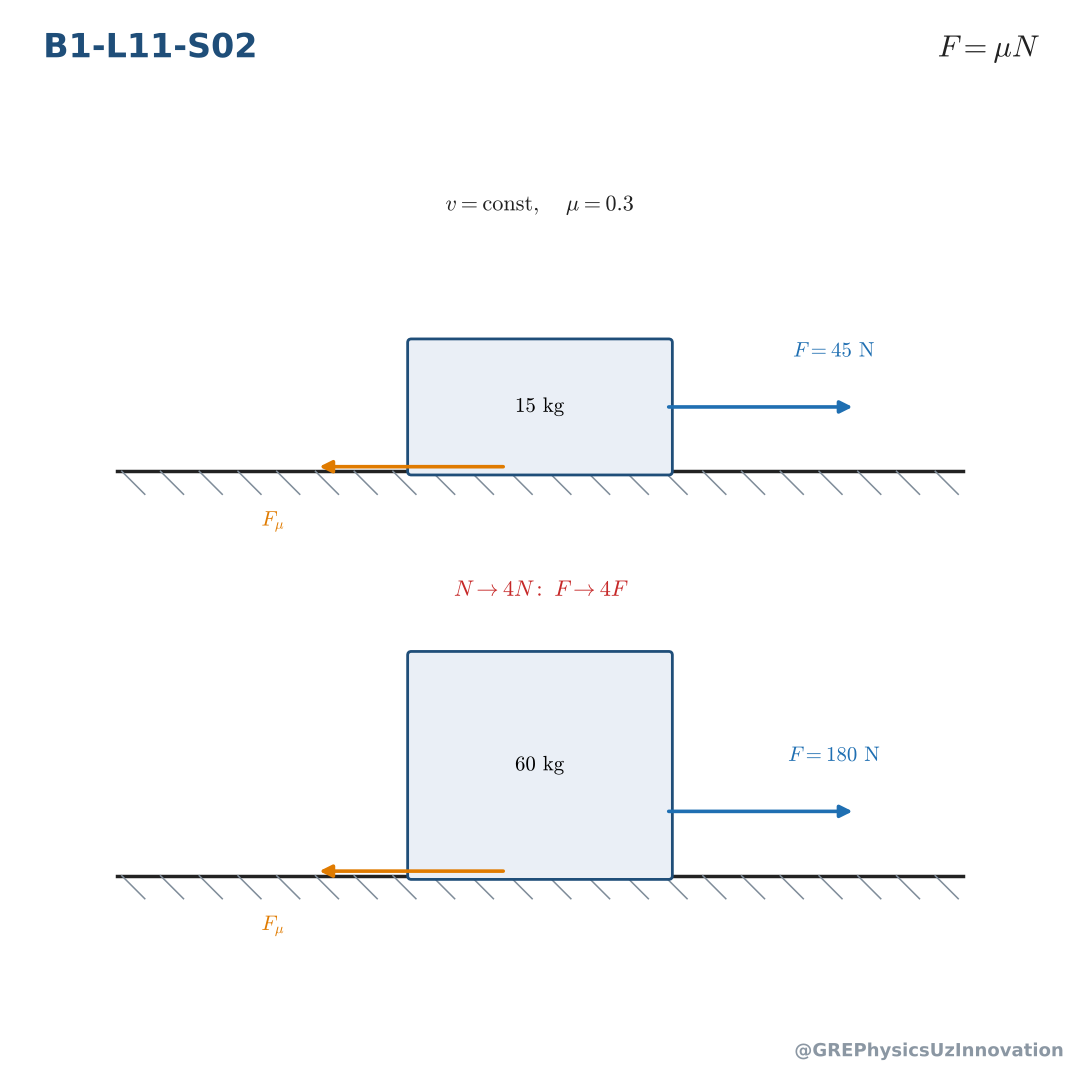 B1-L11-S02
F = μN
v = const, μ = 0.3
F = 45 N
15 kg
F_μ
N → 4N: F → 4F
F = 180 N
60 kg
F_μ
@GREPhysicsUzInnovation